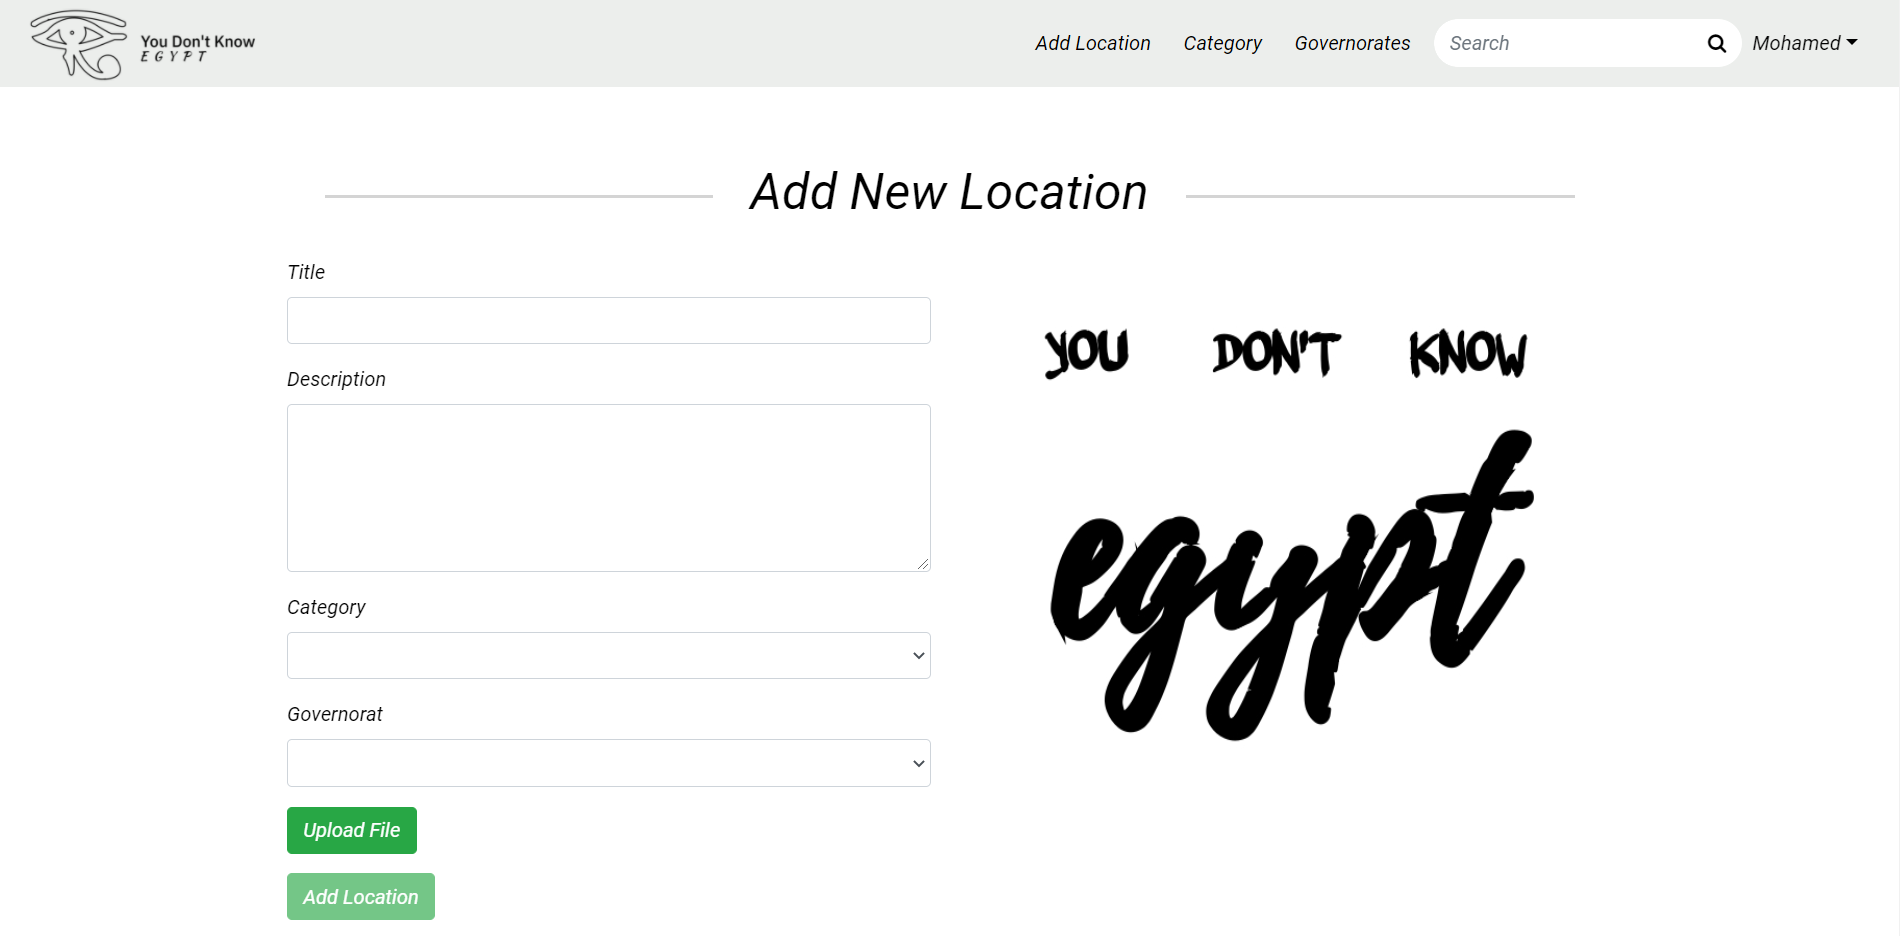 You Don't Know
EGYPT
Add Location Category Governorates Search Mohamed
Add New Location
Title
Description
Category
Governorat
Upload File
Add Location
YOU DON'T KNOW
egypt